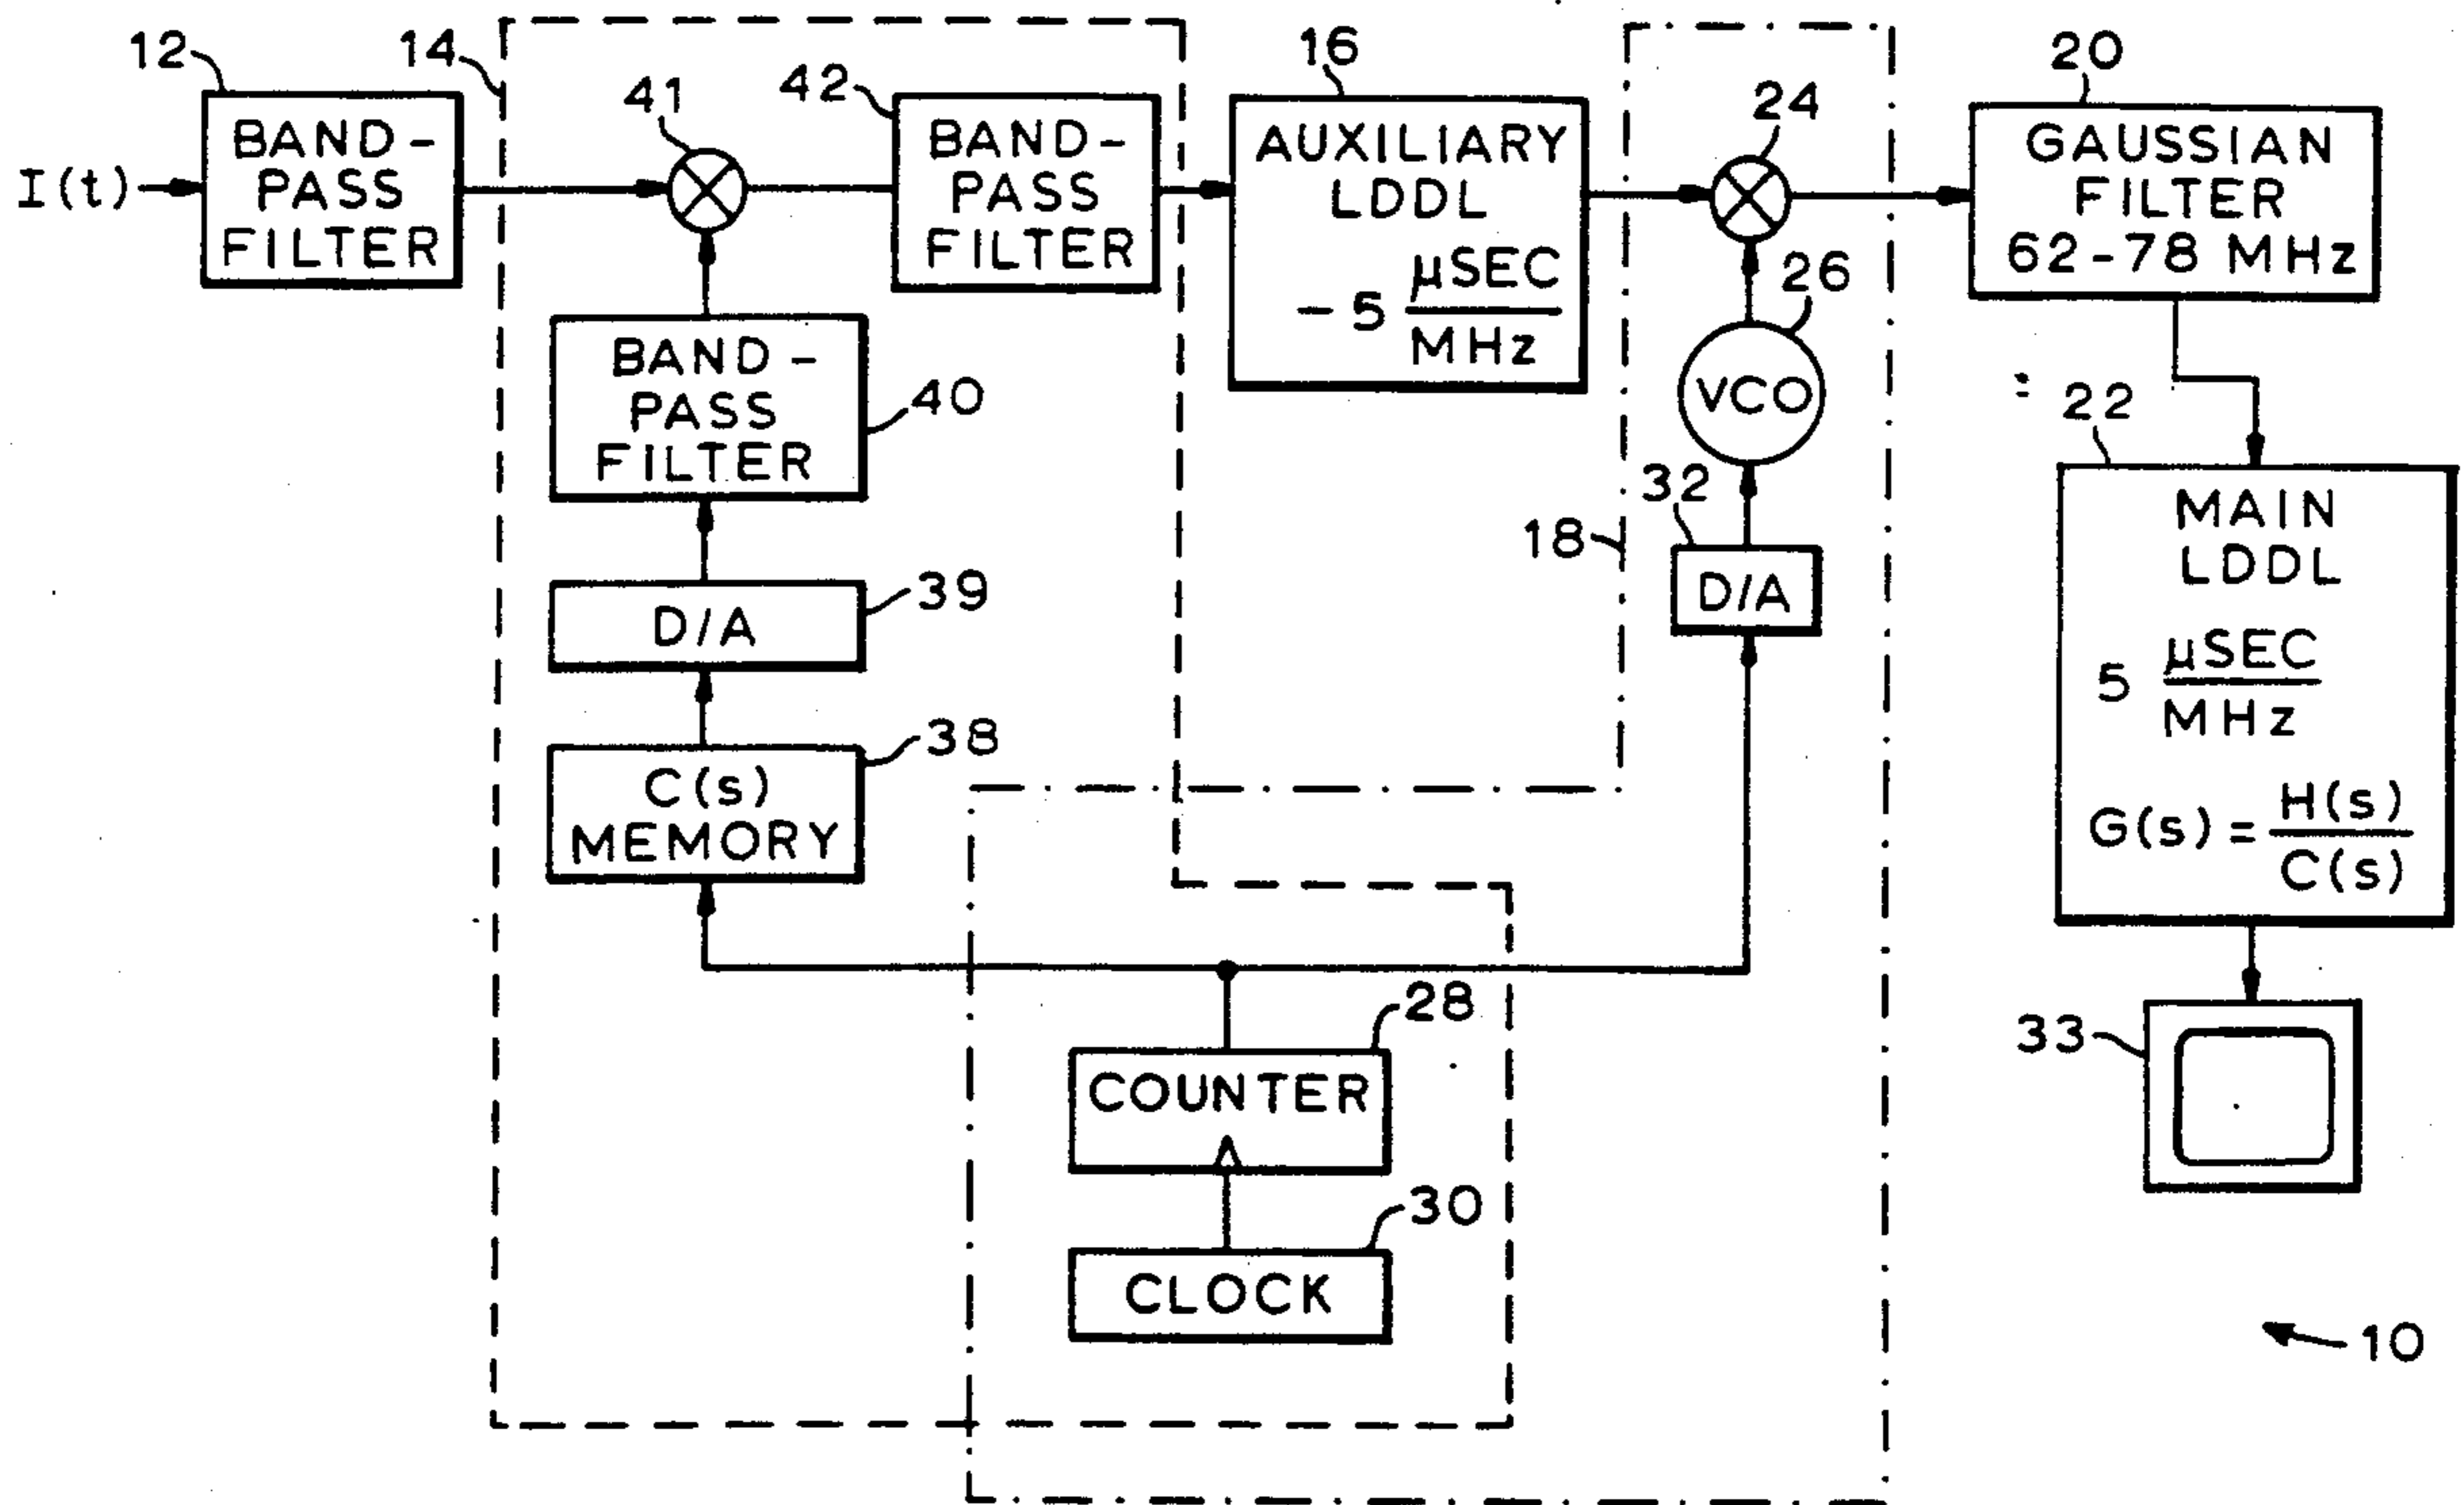 12
BAND-
PASS
FILTER
I(t)
14
41
42
BAND-
PASS
FILTER
16
AUXILIARY
LDDL
-5 μSEC
MHz
24
26
VCO
20
GAUSSIAN
FILTER
62-78 MHz
BAND-
PASS
FILTER
40
22
MAIN
LDDL
5 μSEC
MHz
G(s) = H(s)
C(s)
18
32
D/A
39
D/A
38
C(s)
MEMORY
28
COUNTER
30
CLOCK
33
10